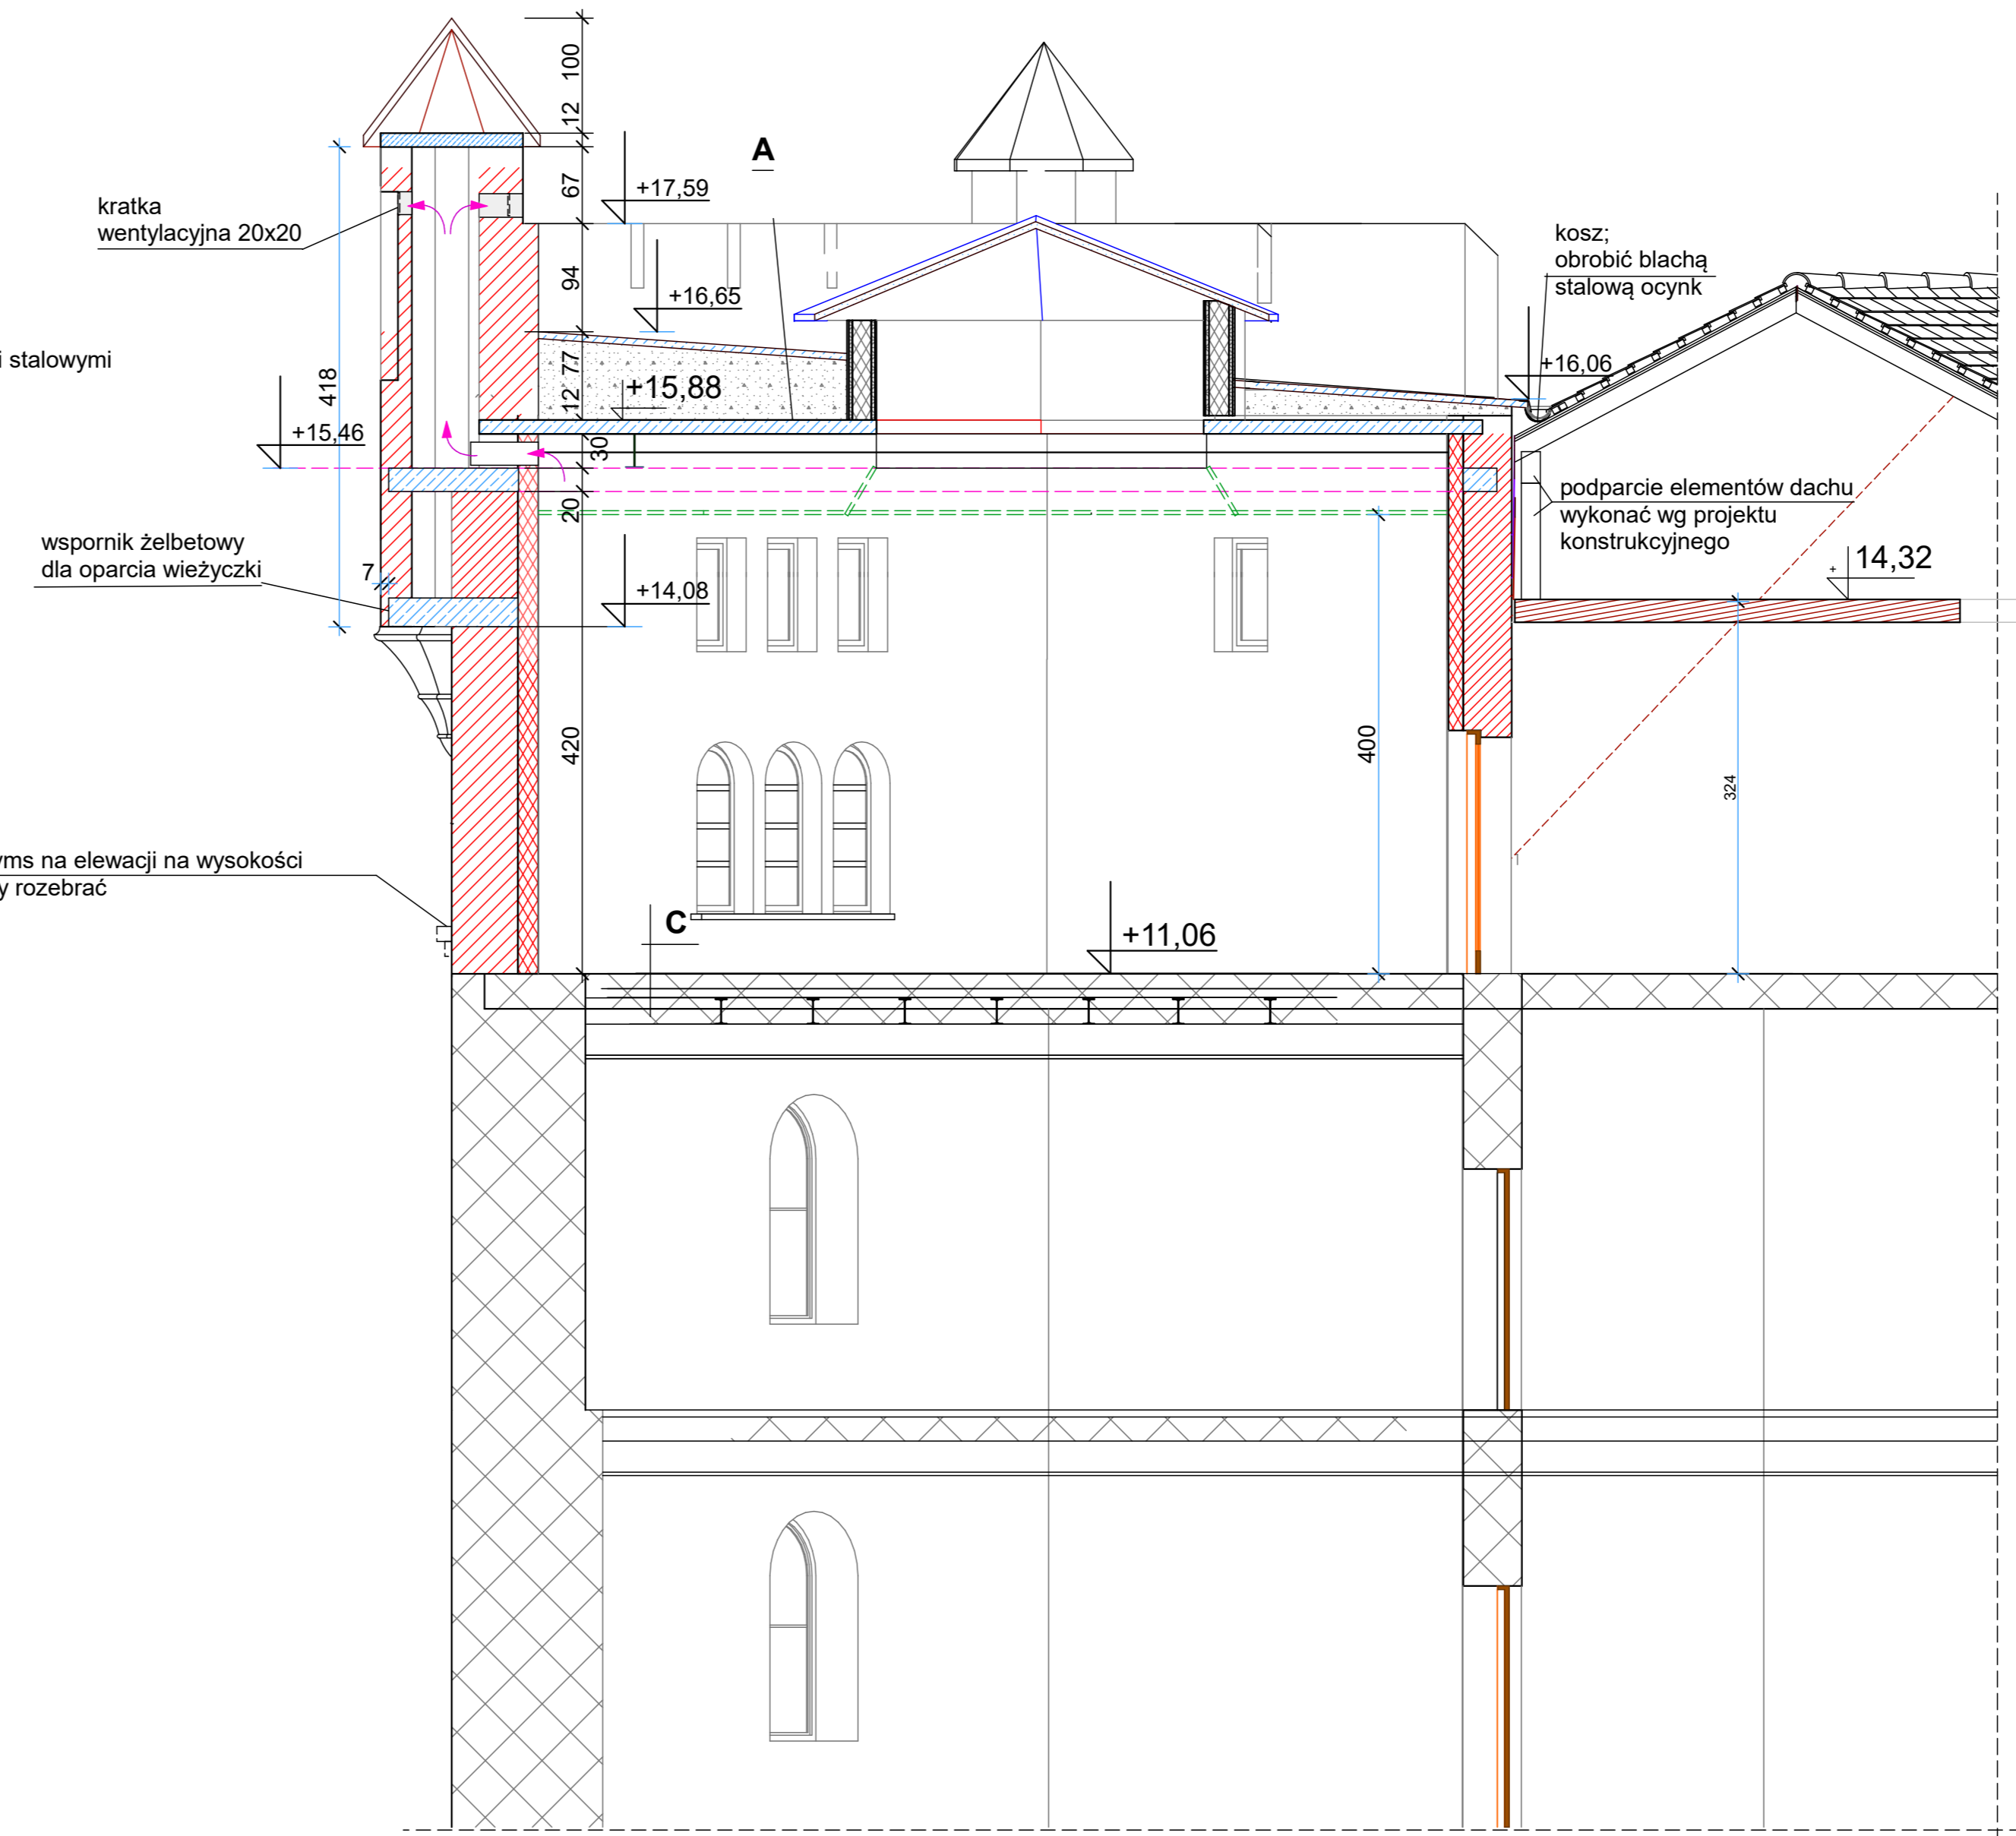 100
12
A
67
+17,59
kratka
wentylacyjna 20x20
kosz;
obrobić blachą
stalową ocynk
94
+16,65
i stalowymi
77
+16,06
418
12
+15,88
+15,46
30
podparcie elementów dachu
wykonać wg projektu
konstrukcyjnego
20
wspornik żelbetowy
dla oparcia wieżyczki
7
+14,08
+
14,32
420
400
324
yms na elewacji na wysokości
y rozebrać
C
+11,06